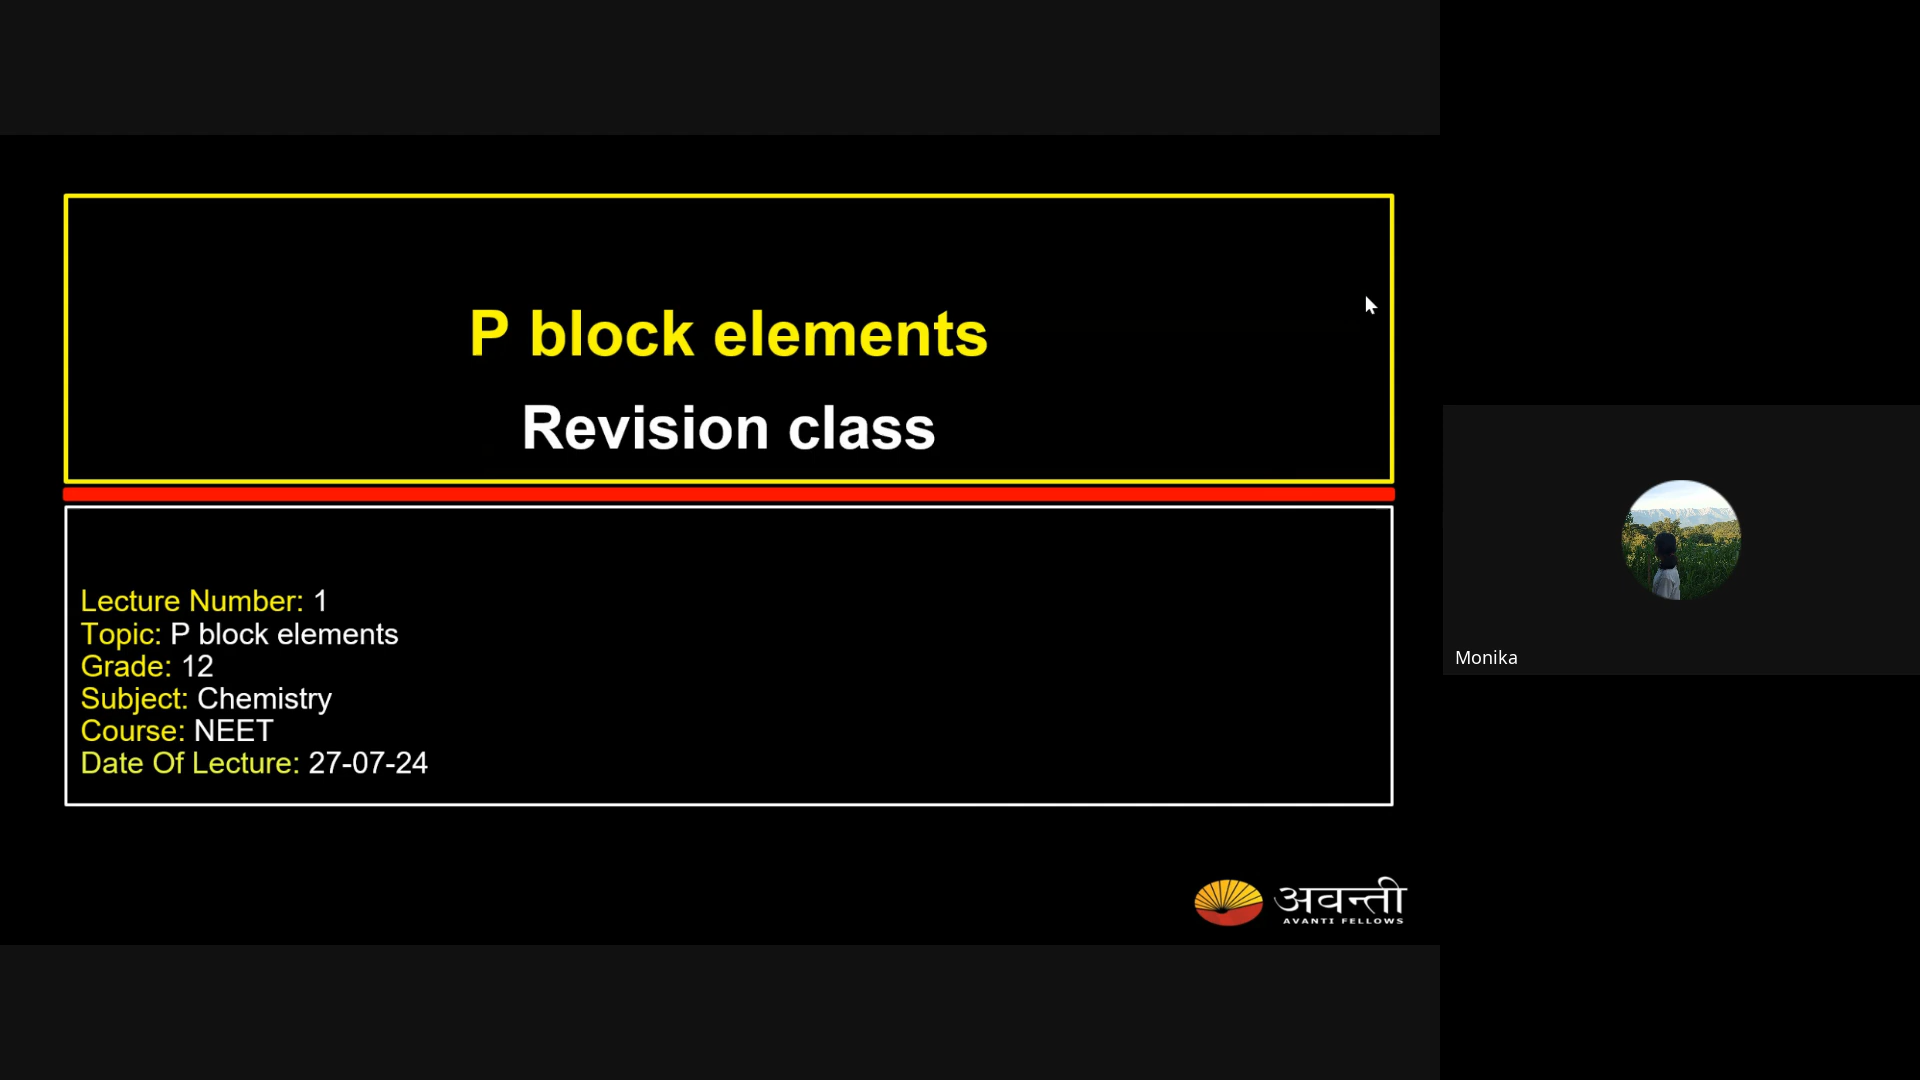 P block elements
Revision class
Lecture Number: 1
Topic: P block elements
Grade: 12
Subject: Chemistry
Course: NEET
Date Of Lecture: 27-07-24
अवन्ती
AVANTI FELLOWS
Monika